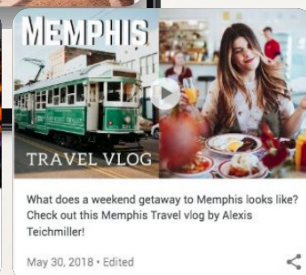 MEMPHIS
TRAVEL VLOG
What does a weekend getaway to Memphis looks like?
Check out this Memphis Travel vlog by Alexis
Teichmiller!
May 30, 2018 • Edited